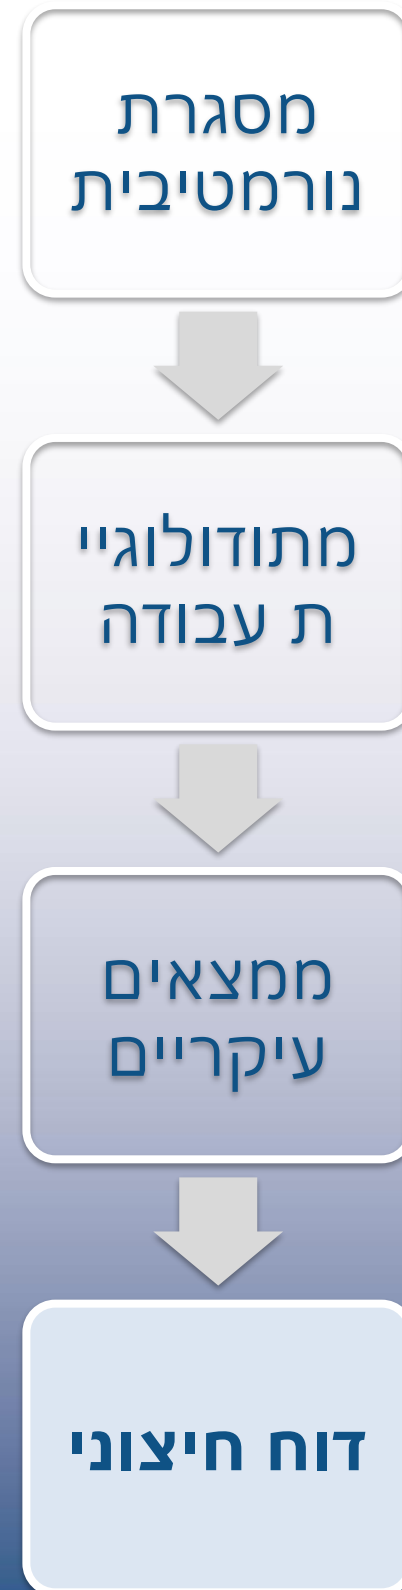 מסגרת
נורמטיבית
מתודולוגיי
ת עבודה
ממצאים
עיקריים
דוח חיצוני